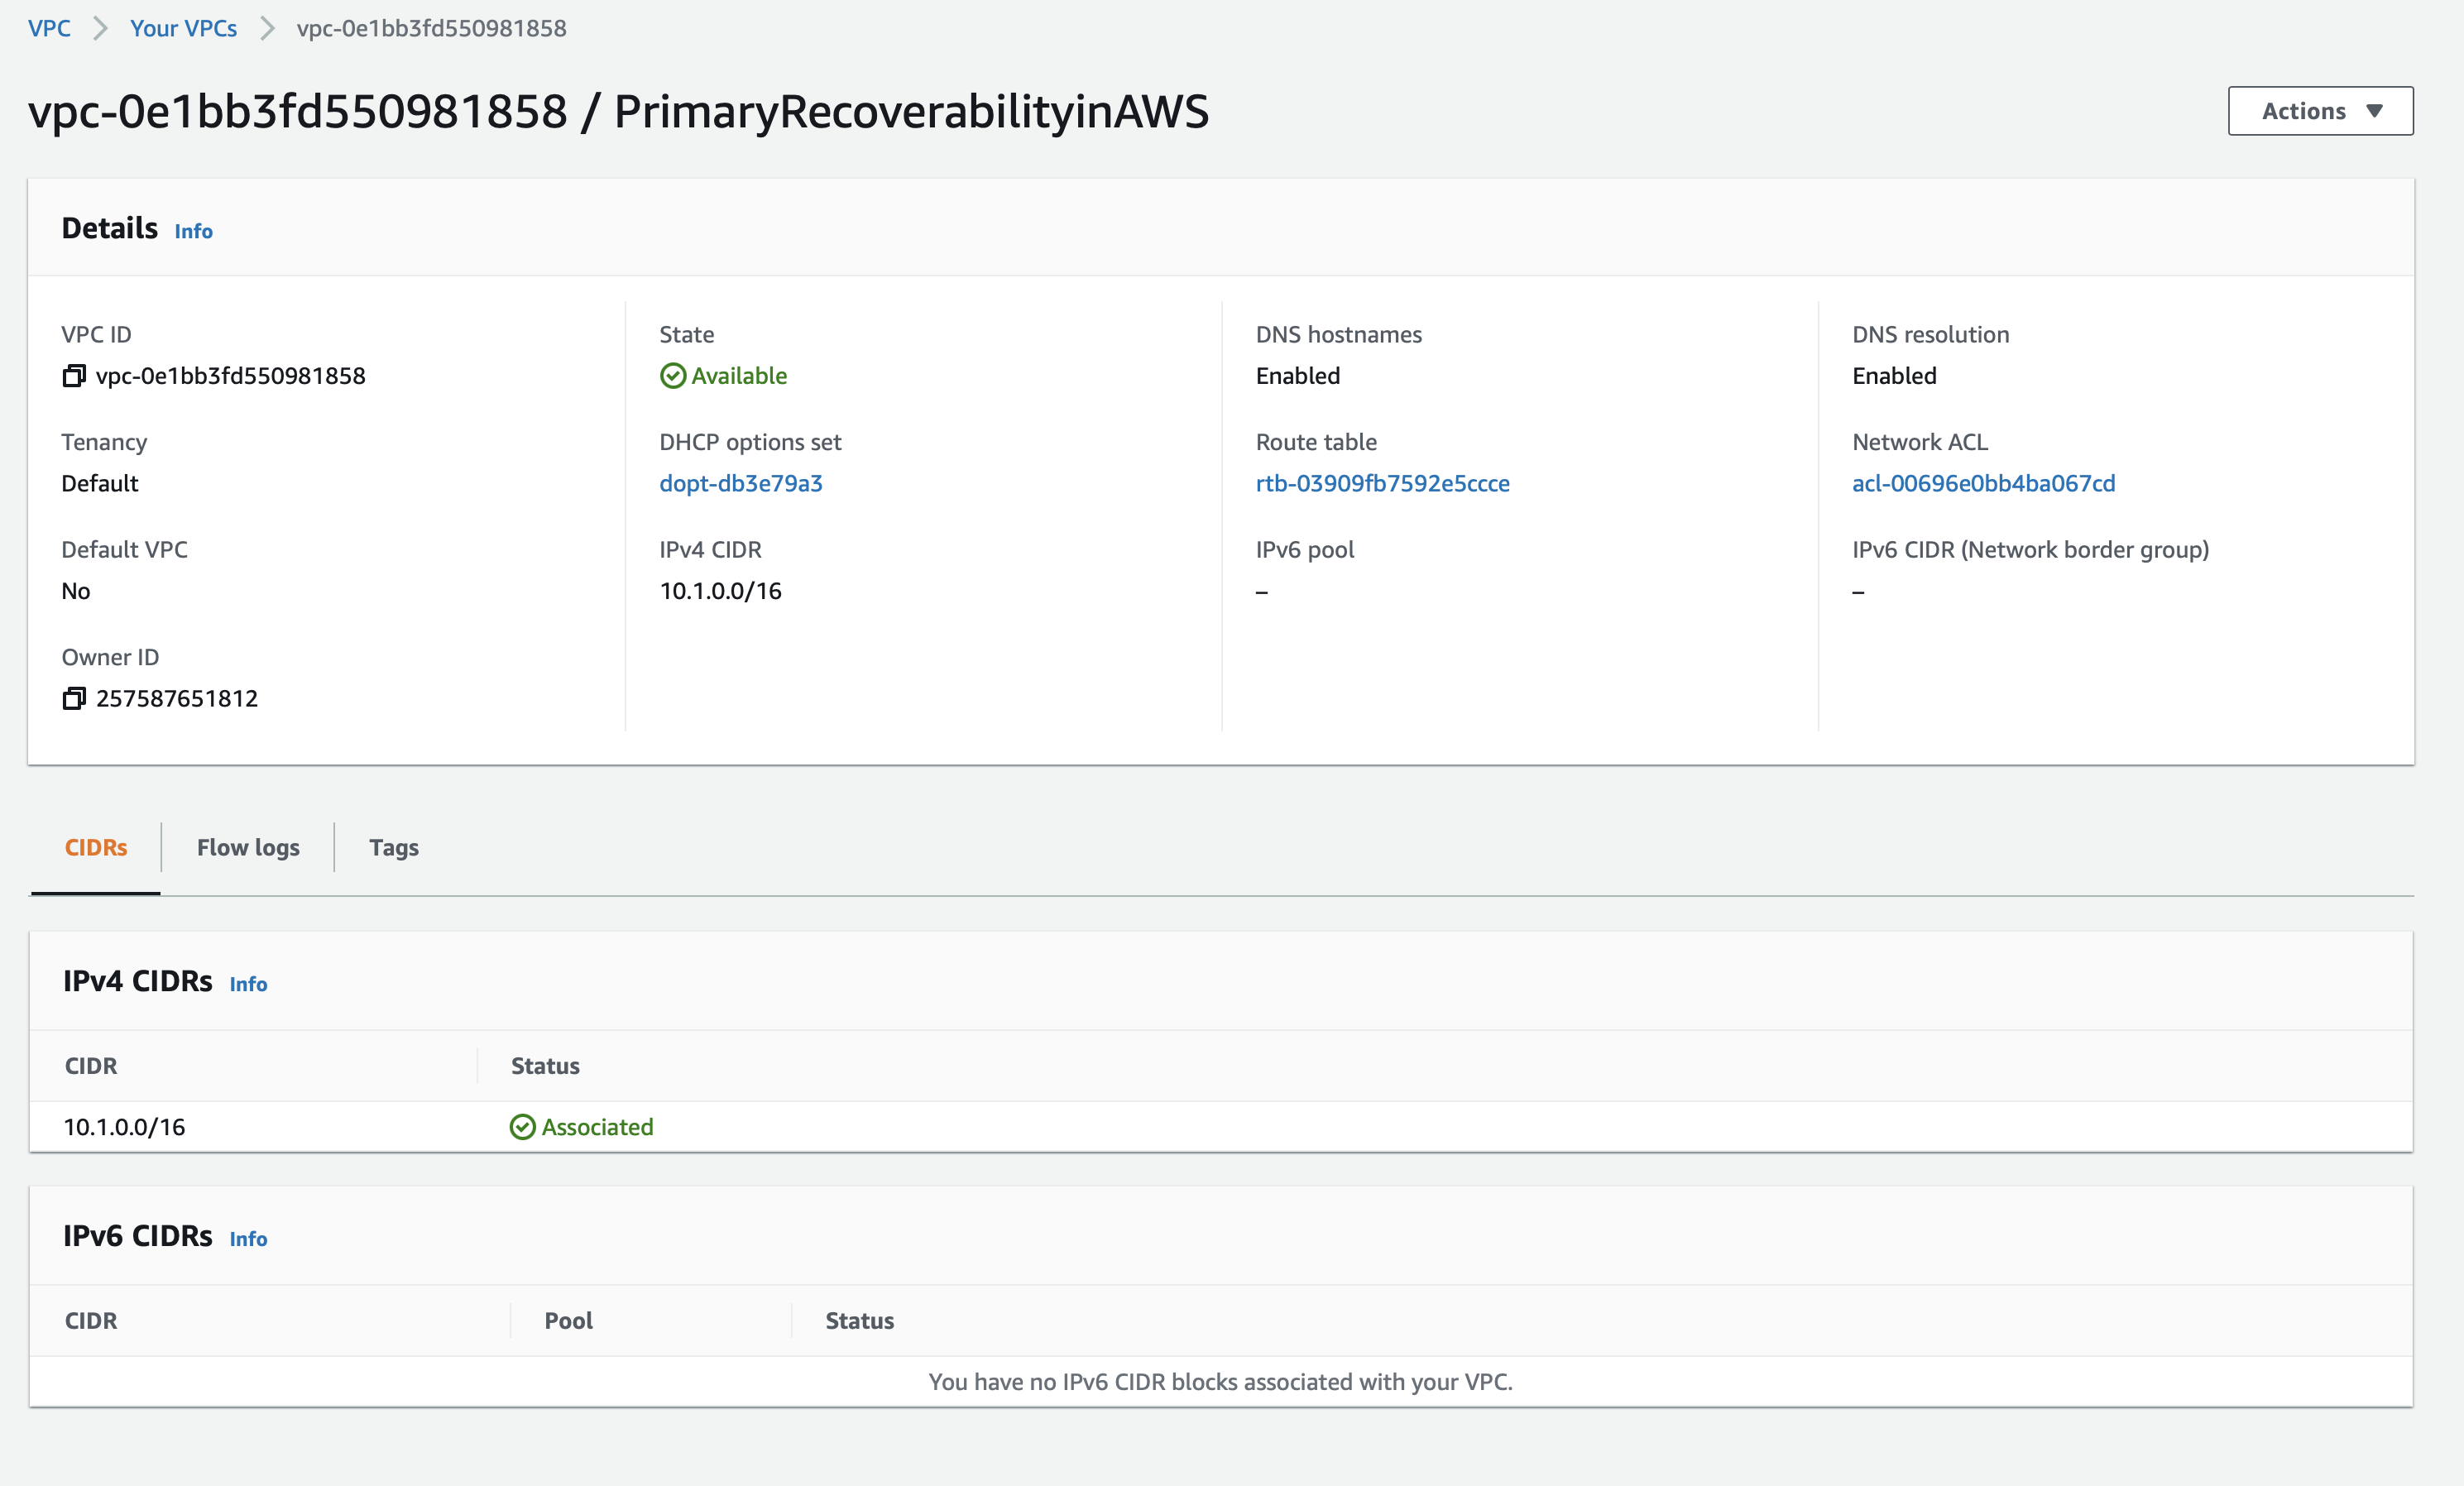 VPC > Your VPCs > vpc-0e1bb3fd550981858
vpc-0e1bb3fd550981858 / PrimaryRecoverabilityinAWS
Actions ▼
Details Info
VPC ID
vpc-0e1bb3fd550981858
State
Available
DNS hostnames
Enabled
DNS resolution
Enabled
Tenancy
Default
DHCP options set
dopt-db3e79a3
Route table
rtb-03909fb7592e5ccce
Network ACL
acl-00696e0bb4ba067cd
Default VPC
No
IPv4 CIDR
10.1.0.0/16
IPv6 pool
–
IPv6 CIDR (Network border group)
–
Owner ID
257587651812
CIDRs Flow logs Tags
IPv4 CIDRs Info
CIDR Status
10.1.0.0/16 Associated
IPv6 CIDRs Info
CIDR Pool Status
You have no IPv6 CIDR blocks associated with your VPC.